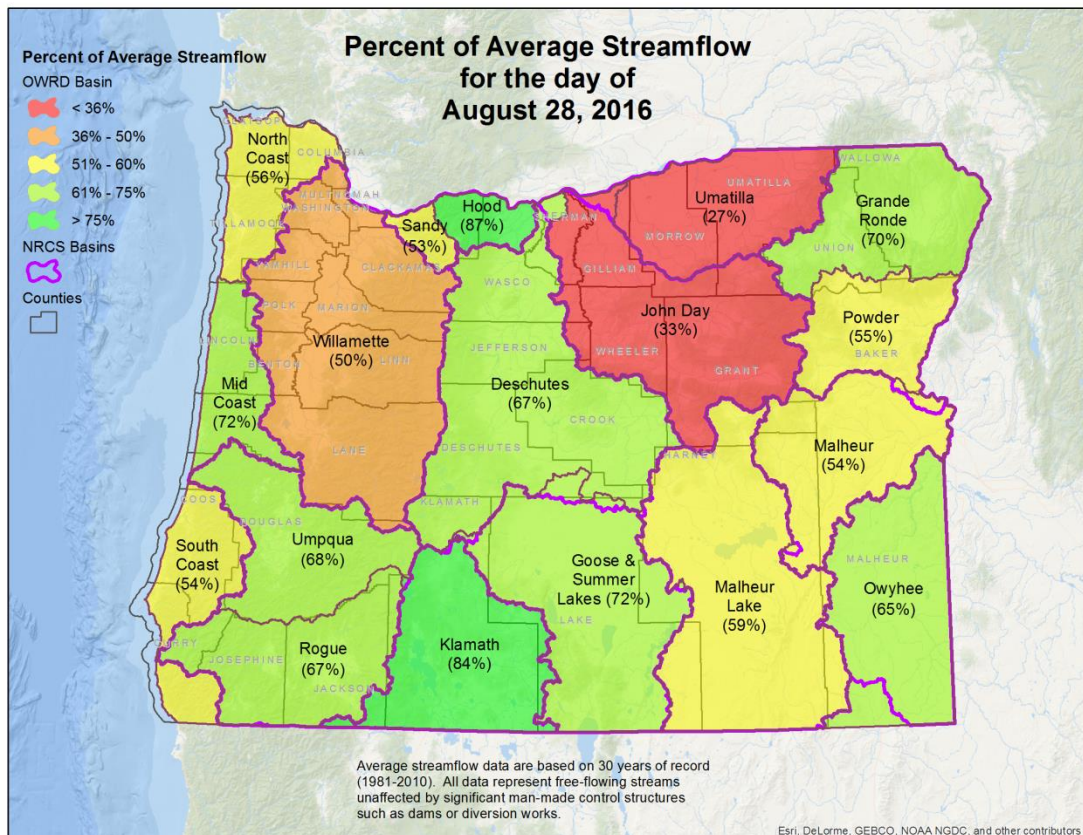 Percent of Average Streamflow
for the day of
August 28, 2016
Percent of Average Streamflow
OWRD Basin
< 36%
36% - 50%
51% - 60%
61% - 75%
> 75%
NRCS Basins
Counties
CLATSOP
COLUMBIA
North
Coast
(56%)
TILLAMOOK
MULTNOMAH
WASHINGTON
YAMHILL
CLACKAMAS
Sandy
(53%)
Hood
(87%)
SHERMAN
WASCO
GILLIAM
MORROW
UMATILLA
Umatilla
(27%)
WALLOWA
Grande
Ronde
(70%)
UNION
POLK
MARION
Willamette
(50%)
LINN
LINCOLN
BENTON
Mid
Coast
(72%)
LANE
JEFFERSON
Deschutes
(67%)
CROOK
DESCHUTES
John Day
(33%)
WHEELER
GRANT
Powder
(55%)
BAKER
Malheur
(54%)
HARNEY
COOS
DOUGLAS
South
Coast
(54%)
Umpqua
(68%)
KLAMATH
Goose &
Summer
Lakes (72%)
LAKE
Malheur
Lake
(59%)
MALHEUR
Owyhee
(65%)
CURRY
JOSEPHINE
Rogue
(67%)
JACKSON
Klamath
(84%)
Average streamflow data are based on 30 years of record
(1981-2010). All data represent free-flowing streams
unaffected by significant man-made control structures
such as dams or diversion works.
Esri, DeLorme, GEBCO, NOAA NGDC, and other contributors